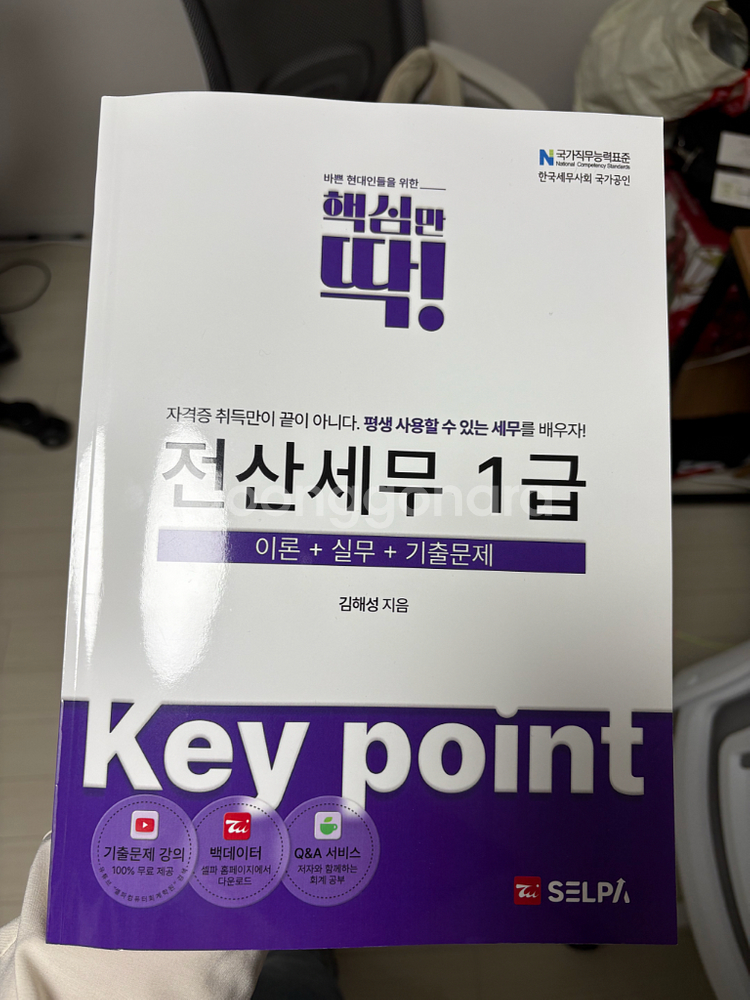 국가직무능력표준
National Competency Standards
한국세무사회 국가공인
바쁜 현대인들을 위한
핵심만
딱!
자격증 취득만이 끝이 아니다. 평생 사용할 수 있는 세무를 배우자!
전산세무 1급
joonggonara
이론 + 실무 + 기출문제
김해성 지음
Key point
기출문제 강의
100% 무료 제공
백데이터
셀파 홈페이지에서
다운로드
Q&A 서비스
저자와 함께하는
회계 공부
SELPA